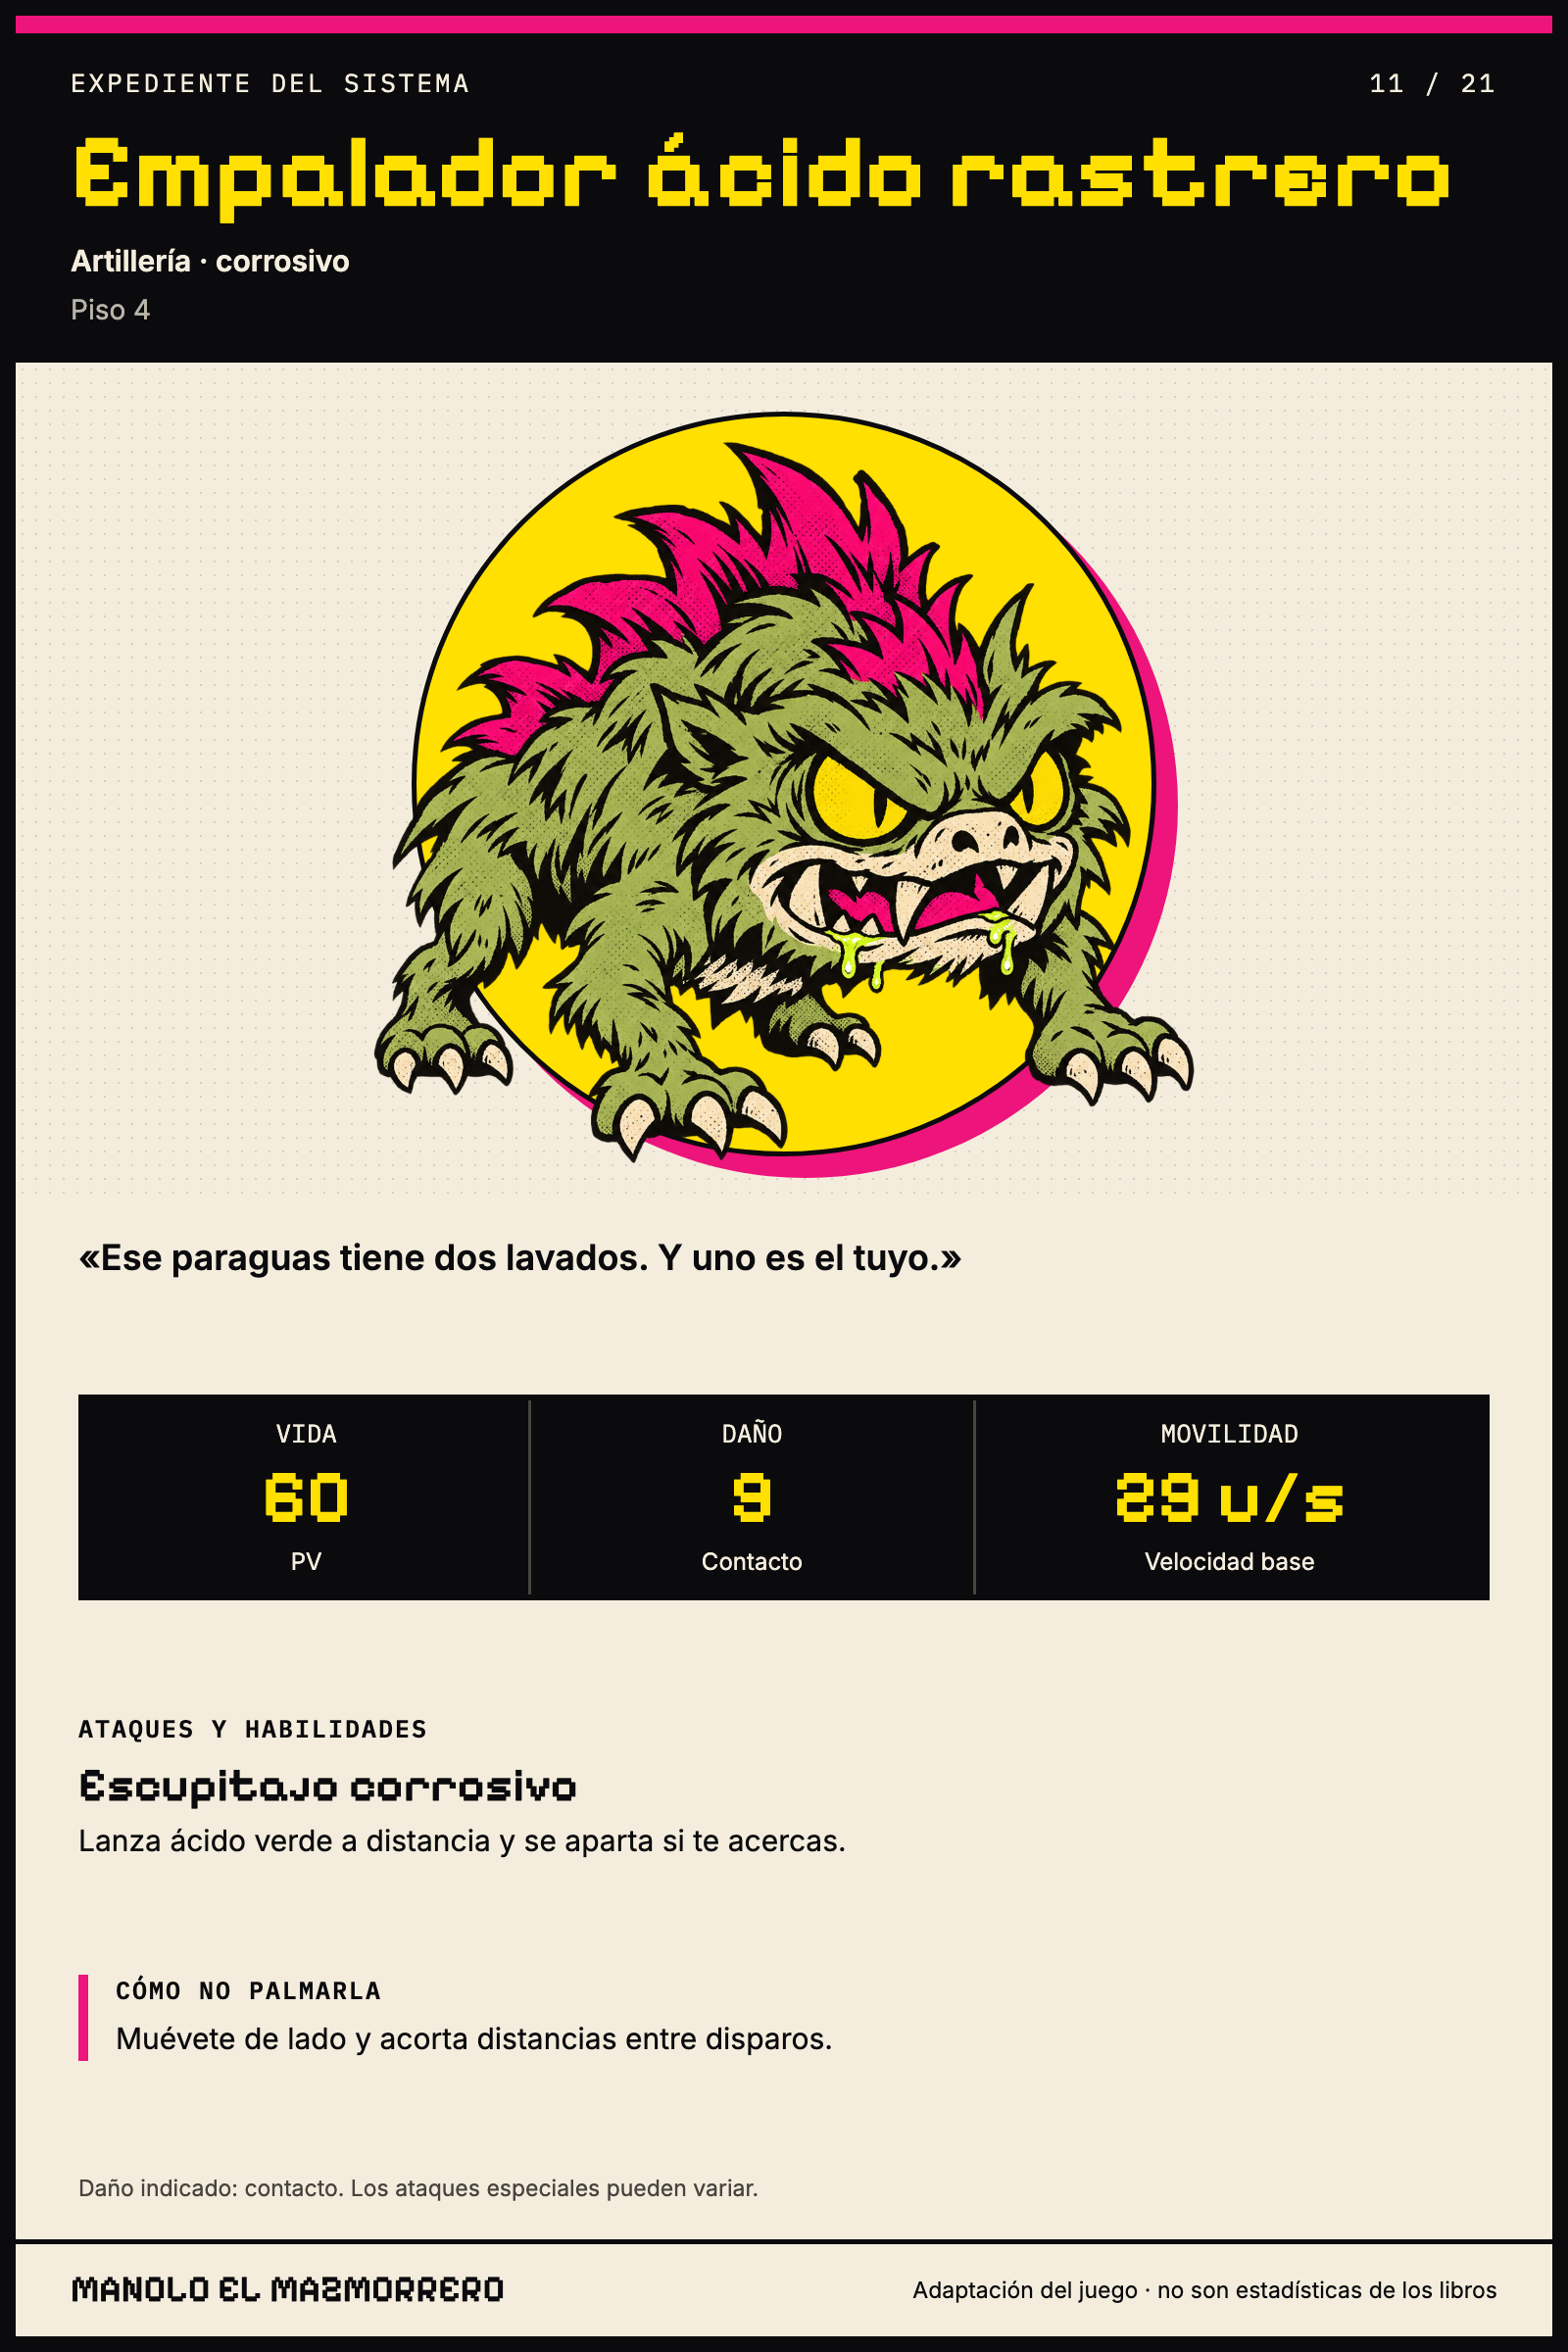 EXPEDIENTE DEL SISTEMA
11 / 21
Empalador ácido rastrero
Artillería · corrosivo
Piso 4
«Ese paraguas tiene dos lavados. Y uno es el tuyo.»
VIDA
60
PV
DAÑO
9
Contacto
MOVILIDAD
29 u/s
Velocidad base
ATAQUES Y HABILIDADES
Escupitajo corrosivo
Lanza ácido verde a distancia y se aparta si te acercas.
CÓMO NO PALMARLA
Muévete de lado y acorta distancias entre disparos.
Daño indicado: contacto. Los ataques especiales pueden variar.
MANOLO EL MAZMORRERO
Adaptación del juego · no son estadísticas de los libros